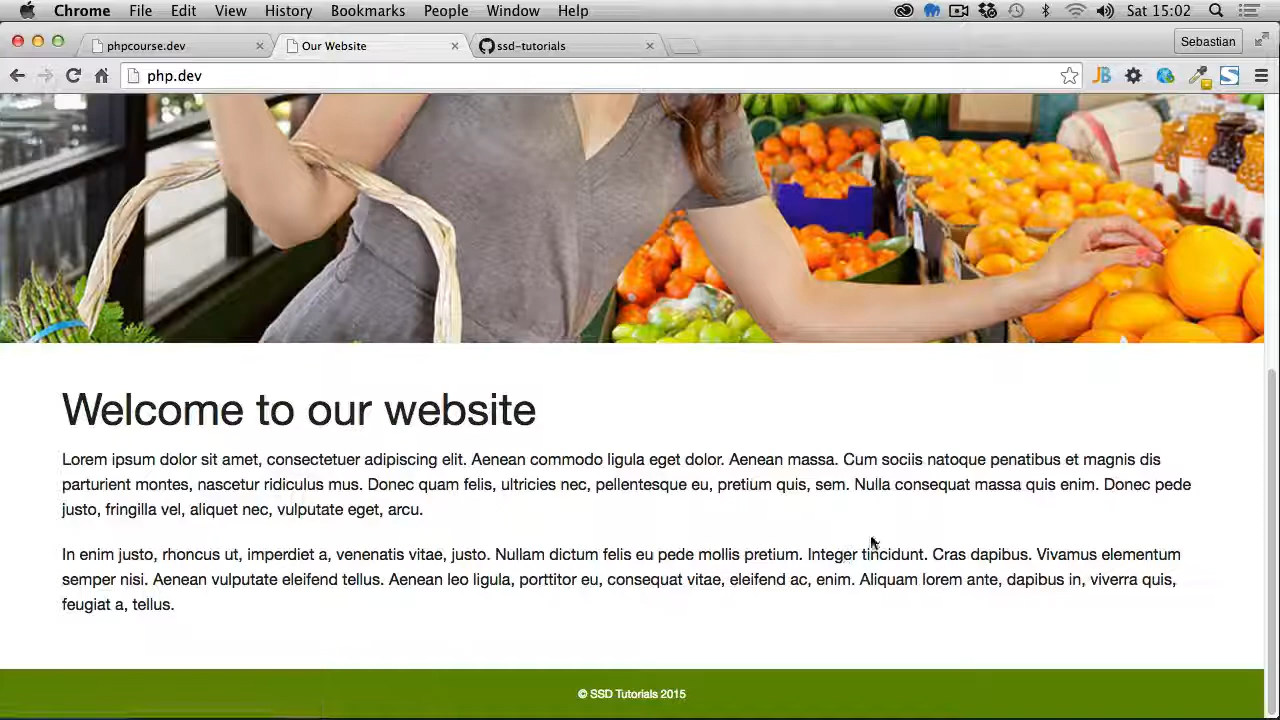 Chrome File Edit View History Bookmarks People Window Help Sat 15:02
phpcourse.dev Our Website ssd-tutorials Sebastian
php.dev
Welcome to our website
Lorem ipsum dolor sit amet, consectetuer adipiscing elit. Aenean commodo ligula eget dolor. Aenean massa. Cum sociis natoque penatibus et magnis dis
parturient montes, nascetur ridiculus mus. Donec quam felis, ultricies nec, pellentesque eu, pretium quis, sem. Nulla consequat massa quis enim. Donec pede
justo, fringilla vel, aliquet nec, vulputate eget, arcu.
In enim justo, rhoncus ut, imperdiet a, venenatis vitae, justo. Nullam dictum felis eu pede mollis pretium. Integer tincidunt. Cras dapibus. Vivamus elementum
semper nisi. Aenean vulputate eleifend tellus. Aenean leo ligula, porttitor eu, consequat vitae, eleifend ac, enim. Aliquam lorem ante, dapibus in, viverra quis,
feugiat a, tellus.
© SSD Tutorials 2015